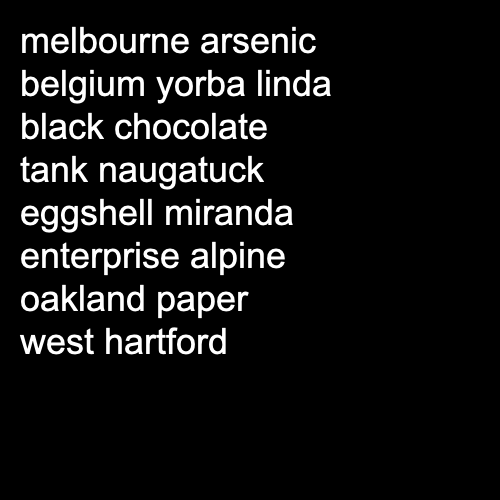 melbourne arsenic
belgium yorba linda
black chocolate
tank naugatuck
eggshell miranda
enterprise alpine
oakland paper
west hartford